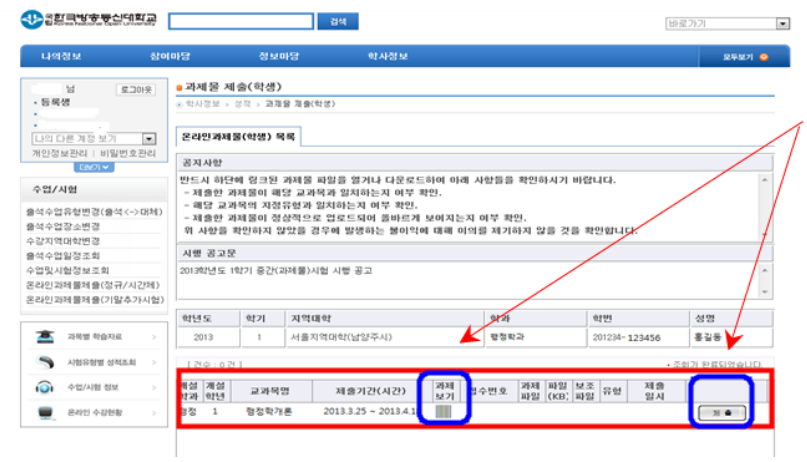 한국방송통신대학교
Korea National Open University
검색
바로가기
나의정보 참여마당 정보마당 학사정보 모두보기
님 로그아웃
• 등록생
나의 다른 계정 보기
개인정보관리 | 비밀번호관리
더보기
수업/시험
출석수업유형변경(출석<->대체)
출석수업장소변경
수강지역대학변경
출석수업일정조회
수업및시험정보조회
온라인과제물제출(정규/시간제)
온라인과제물제출(기말추가시험)
과목별 학습자료 >
시험유형별 성적조회 >
수업/시험 정보 >
온라인 수강현황 >
과제물 제출(학생)
학사정보 > 성적 > 과제물 제출(학생)
온라인과제물(학생) 목록
공지사항
반드시 하단에 링크된 과제물 파일을 열거나 다운로드하여 아래 사항들을 확인하시기 바랍니다.
- 제출한 과제물이 해당 교과목과 일치하는지 여부 확인.
- 해당 교과목의 지정유형과 일치하는지 여부 확인.
- 제출한 과제물이 정상적으로 업로드되어 올바르게 보여지는지 여부 확인.
위 사항을 확인하지 않았을 경우에 발생하는 불이익에 대해 이의를 제기하지 않을 것을 확인합니다.
시행 공고문
2013학년도 1학기 중간(과제물)시험 시행 공고
학년도 학기 지역대학 학과 학번 성명
2013 1 서울지역대학(남양주시) 행정학과 201234-123456 홍길동
[ 건수 : 0건 ] • 조회가 완료되었습니다.
개설학과 개설학년 교과목명 제출기간(시간) 과제보기 접수번호 과제파일 파일(KB) 보조파일 유형 제출일시
행정 1 행정학개론 2013.3.25 ~ 2013.4.1 제출